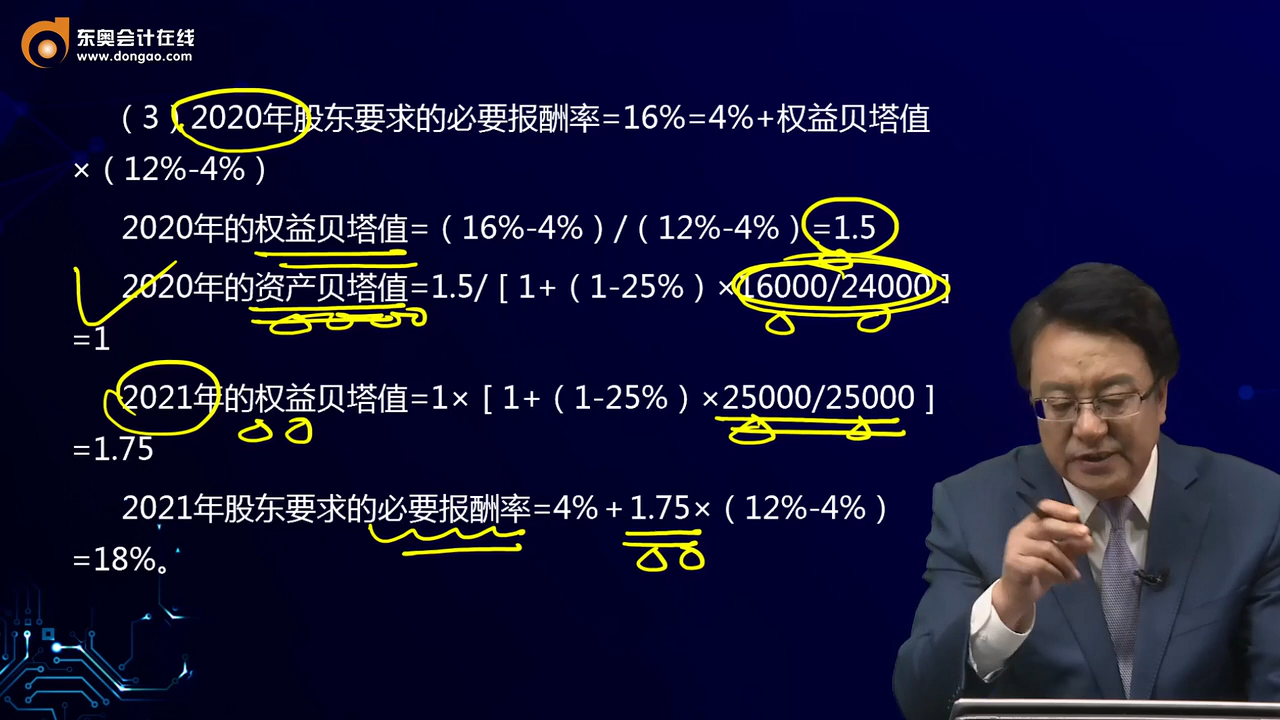 东奥会计在线
www.dongao.com
（3）2020年股东要求的必要报酬率=16%=4%+权益贝塔值
×（12%-4%）
2020年的权益贝塔值=（16%-4%）/（12%-4%）=1.5
2020年的资产贝塔值=1.5/［1+（1-25%）×16000/24000］
=1
2021年的权益贝塔值=1×［1+（1-25%）×25000/25000］
=1.75
2021年股东要求的必要报酬率=4%＋1.75×（12%-4%）
=18%。